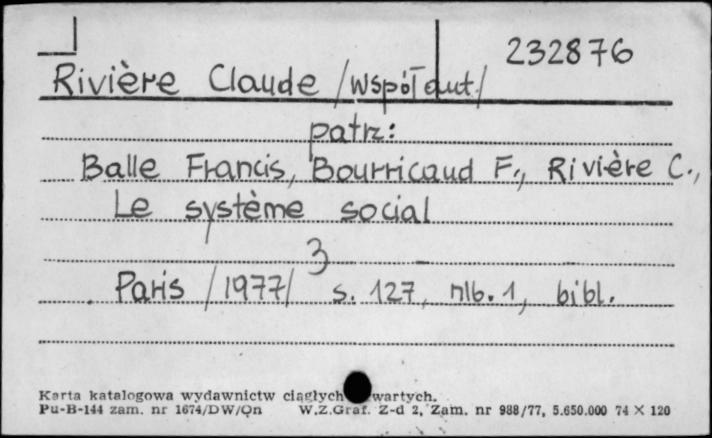 232876
Rivière Claude /współaut./
patrz:
Balle Francis, Bourricaud F., Rivière C.,
Le système social
3
Paris /1977/ s. 127, nlb. 1, bibl.
Karta katalogowa wydawnictw ciągłych wartych.
Pu-B-144 zam. nr 1674/DW/Qn W.Z.Graf. Z-d 2, Zam. nr 988/77, 5.650.000 74 X 120